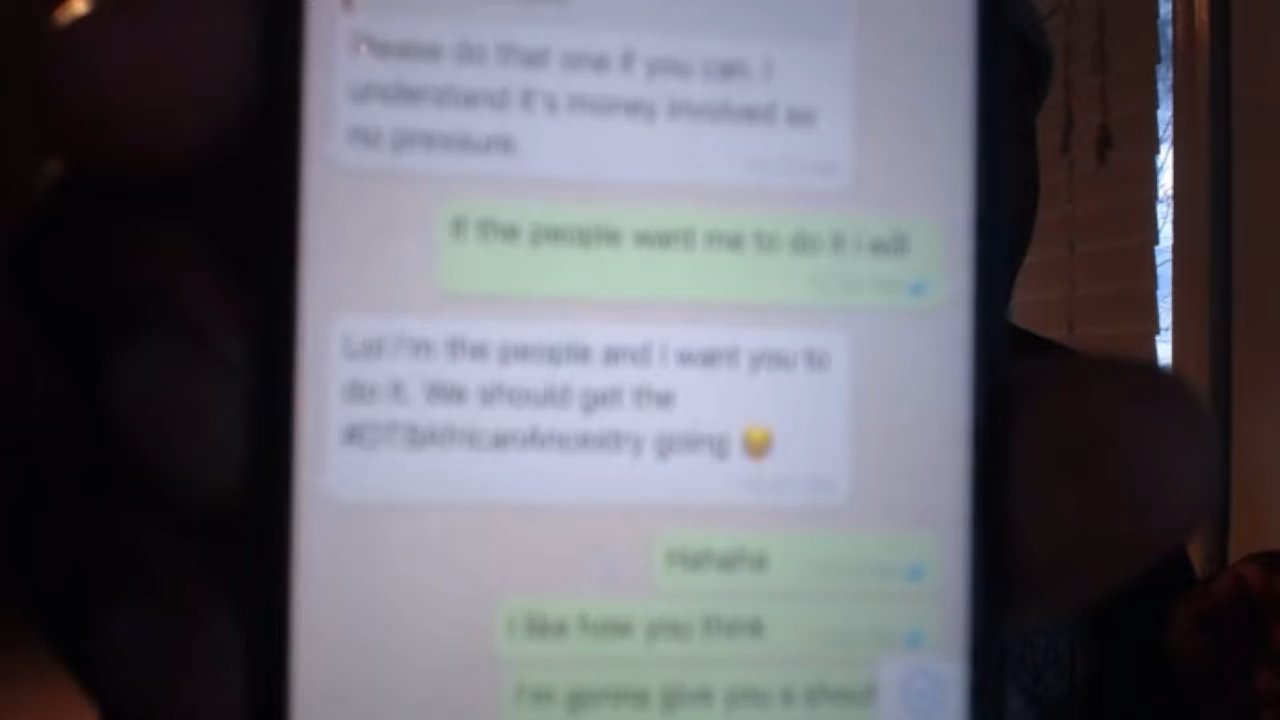 Please do that one if you can. I
understand it's money involved so
no pressure.
If the people want me to do it i will
Lol I'm the people and I want you to
do it. We should get the
going 😂
Hahaha
I like how you think
I'm gonna give you a shout